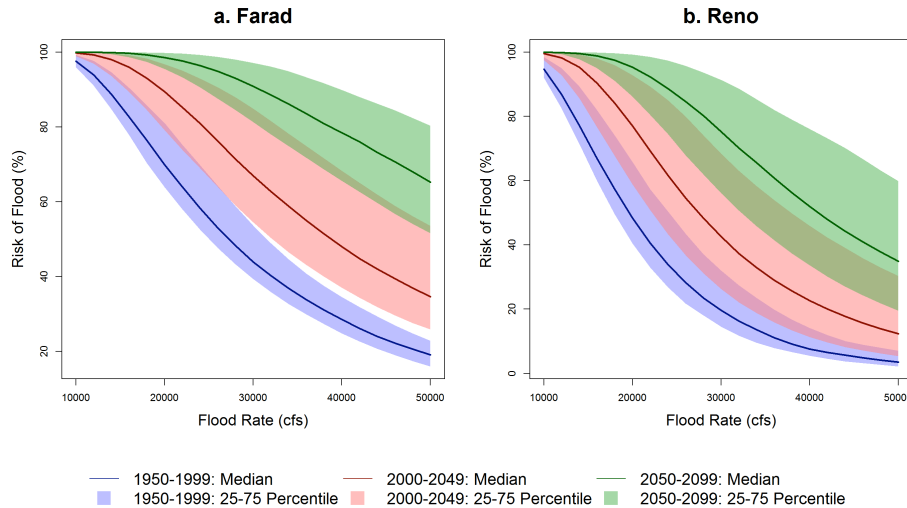 a. Farad
b. Reno
Risk of Flood (%)
100
80
60
40
20
10000 20000 30000 40000 50000
Flood Rate (cfs)
Risk of Flood (%)
100
80
60
40
20
0
10000 20000 30000 40000 5000
Flood Rate (cfs)
1950-1999: Median 2000-2049: Median 2050-2099: Median
1950-1999: 25-75 Percentile 2000-2049: 25-75 Percentile 2050-2099: 25-75 Percentile